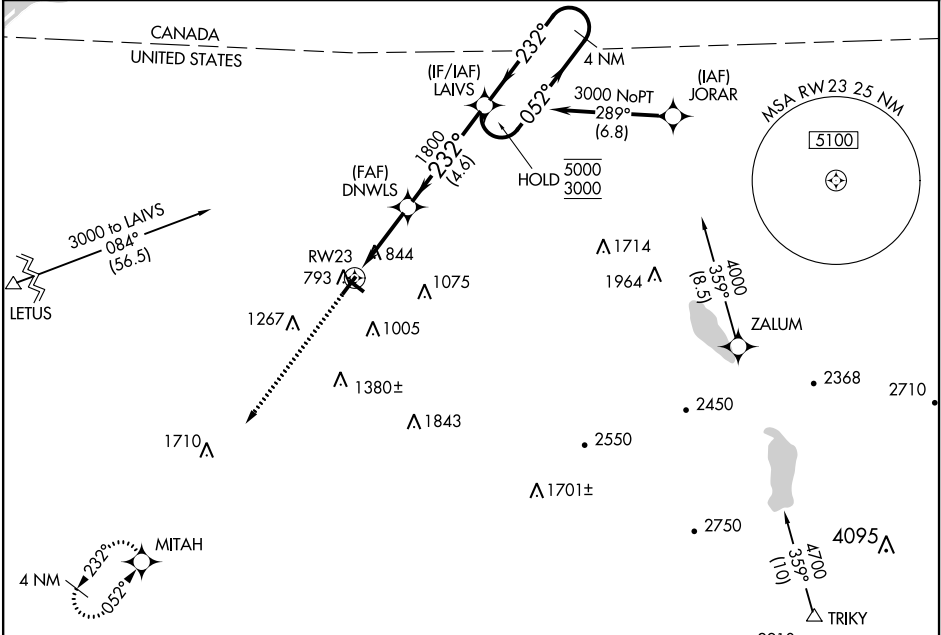 CANADA
UNITED STATES
232°
4 NM
052°
(IF/IAF)
LAIVS
3000 NoPT
289°
(6.8)
(IAF)
JORAR
MSA RW23 25 NM
5100
1800
232°
(4.6)
HOLD
5000
3000
(FAF)
DNWLS
3000 to LAIVS
084°
(56.5)
LETUS
RW23
793
844
1075
1267
1005
1380±
1843
1710
1714
1964
4000
359°
(8.5)
ZALUM
2368
2710
2450
2550
1701±
2750
4095
4700
359°
(10)
TRIKY
MITAH
232°
052°
4 NM